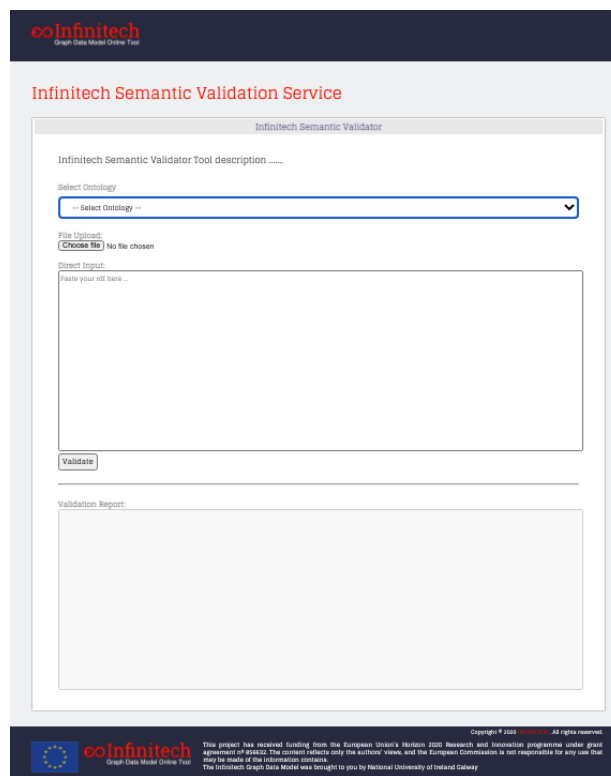 Infinitech
Graph Data Model Online Tool
Infinitech Semantic Validation Service
Infinitech Semantic Validator
Infinitech Semantic Validator Tool description ......
Select Ontology
-- Select Ontology --
File Upload:
Choose file No file chosen
Direct Input:
Paste your rdf here ...
Validate
Validation Report:
Copyright © 2020 INFINITECH . All rights reserved.
Infinitech
Graph Data Model Online Tool
This project has received funding from the European Union's Horizon 2020 Research and Innovation programme under grant
agreement nº 856632. The content reflects only the authors' views, and the European Commission is not responsible for any use that
may be made of the information contains.
The Infinitech Graph Data Model was brought to you by National University of Ireland Galway